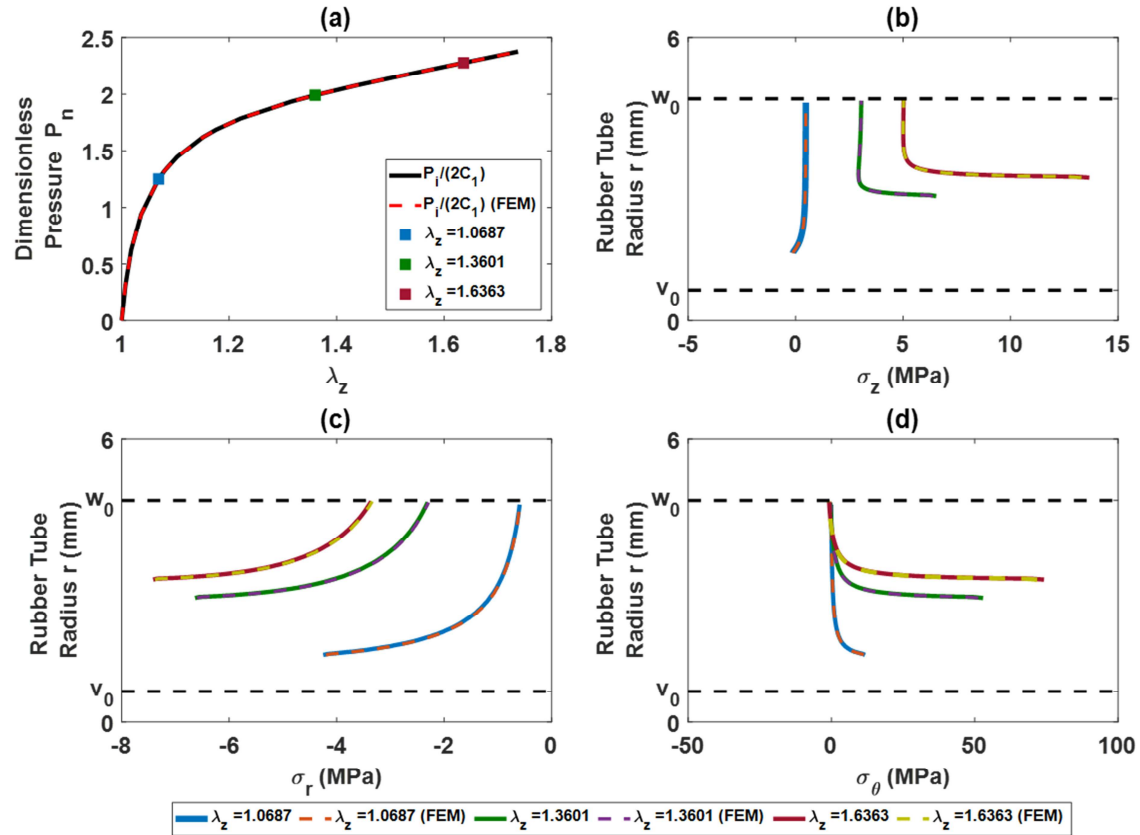 (a)
2.5
2
1.5
1
0.5
0
Dimensionless
Pressure P_n
P_i/(2C_1)
P_i/(2C_1) (FEM)
λ_z =1.0687
λ_z =1.3601
λ_z =1.6363
1 1.2 1.4 1.6 1.8
λ_z
(b)
6
w_0
v_0
0
Rubber Tube
Radius r (mm)
-5 0 5 10 15
σ_z (MPa)
(c)
6
w_0
v_0
0
Rubber Tube
Radius r (mm)
-8 -6 -4 -2 0
σ_r (MPa)
(d)
6
w_0
v_0
0
Rubber Tube
Radius r (mm)
-50 0 50 100
σ_θ (MPa)
λ_z =1.0687 λ_z =1.0687 (FEM) λ_z =1.3601 λ_z =1.3601 (FEM) λ_z =1.6363 λ_z =1.6363 (FEM)